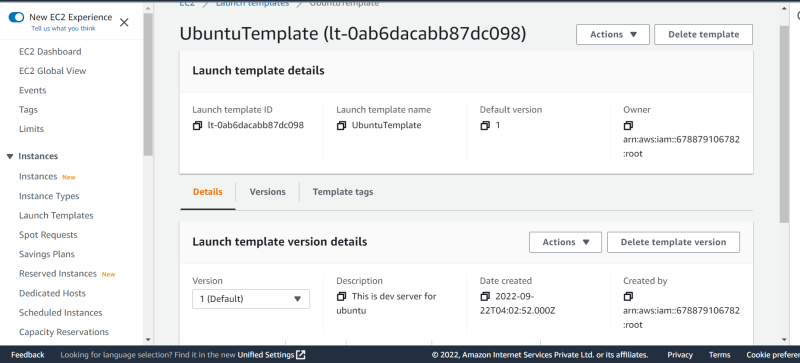 New EC2 Experience
Tell us what you think
EC2 Dashboard
EC2 Global View
Events
Tags
Limits
Instances
Instances New
Instance Types
Launch Templates
Spot Requests
Savings Plans
Reserved Instances New
Dedicated Hosts
Scheduled Instances
Capacity Reservations
EC2 > Launch templates > UbuntuTemplate
UbuntuTemplate (lt-0ab6dacabb87dc098)
Actions
Delete template
Launch template details
Launch template ID
lt-0ab6dacabb87dc098
Launch template name
UbuntuTemplate
Default version
1
Owner
arn:aws:iam::678879106782
:root
Details
Versions
Template tags
Launch template version details
Actions
Delete template version
Version
1 (Default)
Description
This is dev server for
ubuntu
Date created
2022-09-
22T04:02:52.000Z
Created by
arn:aws:iam::678879106782
:root
Feedback
Looking for language selection? Find it in the new Unified Settings
© 2022, Amazon Internet Services Private Ltd. or its affiliates.
Privacy
Terms
Cookie prefere